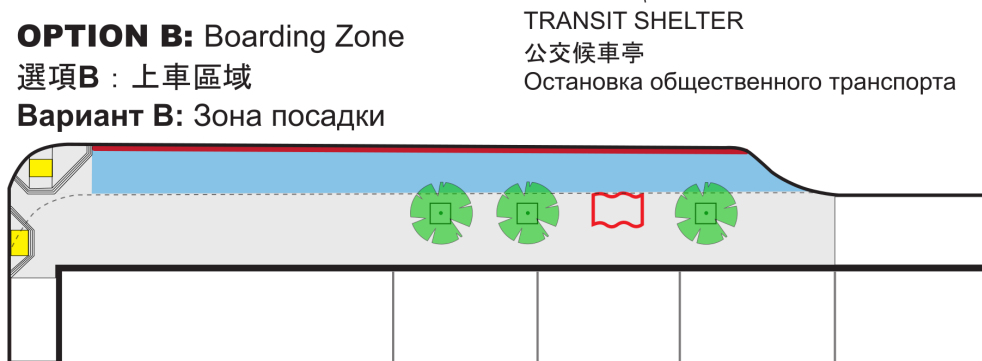 OPTION B: Boarding Zone
選項B：上車區域
Вариант B: Зона посадки
TRANSIT SHELTER
公交候車亭
Остановка общественного транспорта